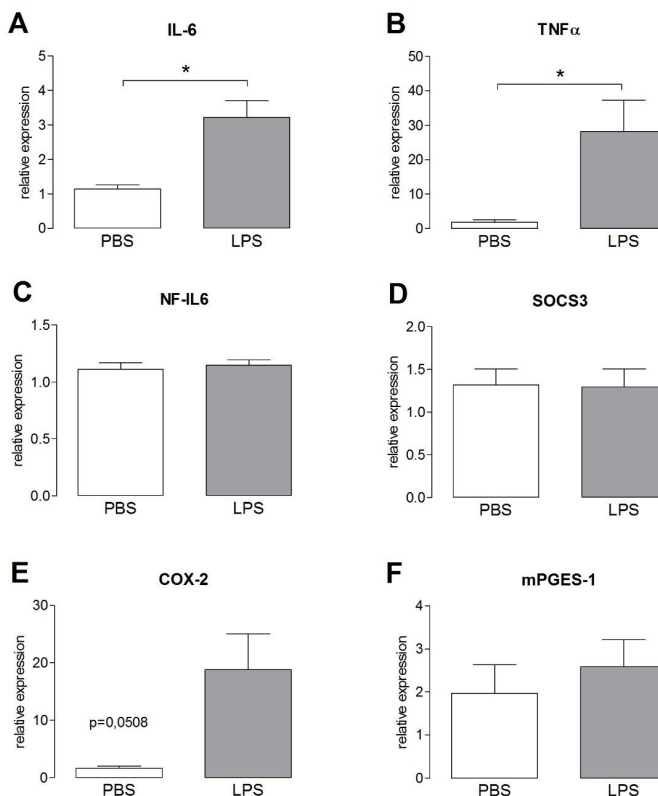 A
IL-6
relative expression
5
4
3
2
1
0
*
PBS
LPS
B
TNFα
relative expression
50
40
30
20
10
0
*
PBS
LPS
C
NF-IL6
relative expression
1.5
1.0
0.5
0.0
PBS
LPS
D
SOCS3
relative expression
2.0
1.5
1.0
0.5
0.0
PBS
LPS
E
COX-2
relative expression
30
20
10
0
p=0,0508
PBS
LPS
F
mPGES-1
relative expression
4
3
2
1
0
PBS
LPS